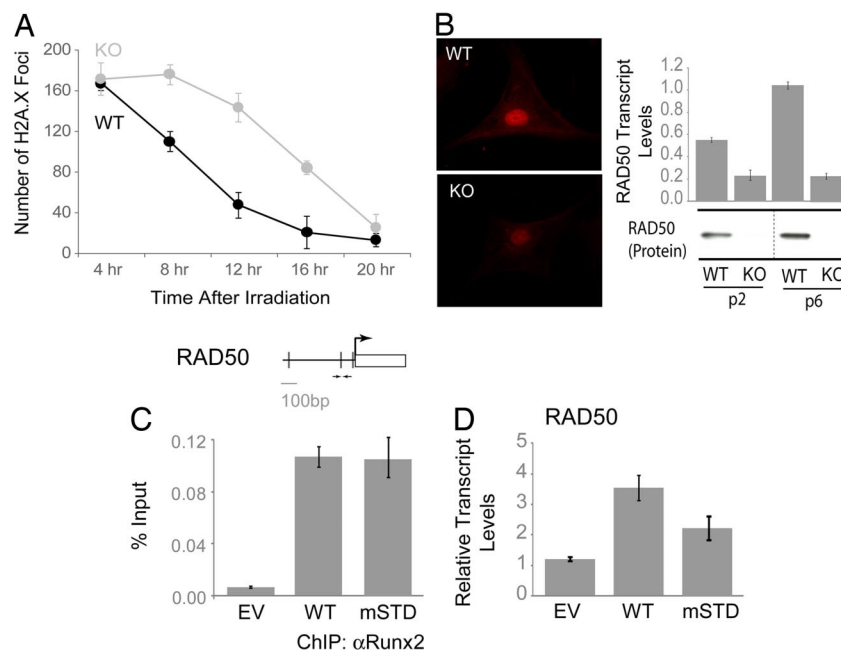 A
KO
WT
Number of H2A.X Foci
200
160
120
80
40
0
4 hr 8 hr 12 hr 16 hr 20 hr
Time After Irradiation
B
WT
KO
RAD50 Transcript
Levels
1.2
1.0
0.6
0.4
0.2
0
RAD50
(Protein)
WT KO WT KO
p2 p6
RAD50
100bp
C
% Input
0.12
0.08
0.04
0.00
EV WT mSTD
ChIP: αRunx2
D
RAD50
Relative Transcript
Levels
5
4
3
2
1
0
EV WT mSTD